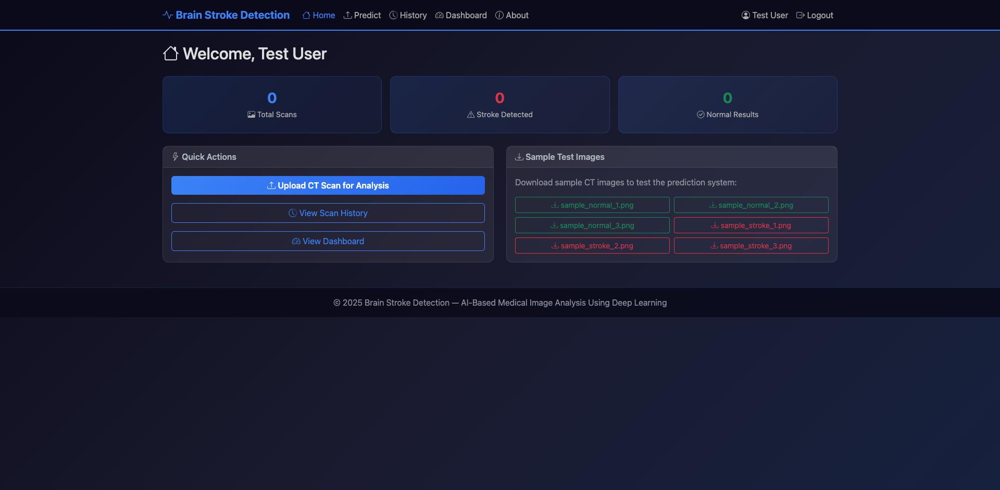 Brain Stroke Detection Home Predict History Dashboard About Test User Logout
Welcome, Test User
0
Total Scans
0
Stroke Detected
0
Normal Results
Quick Actions
Upload CT Scan for Analysis
View Scan History
View Dashboard
Sample Test Images
Download sample CT images to test the prediction system:
sample_normal_1.png sample_normal_2.png
sample_normal_3.png sample_stroke_1.png
sample_stroke_2.png sample_stroke_3.png
© 2025 Brain Stroke Detection — AI-Based Medical Image Analysis Using Deep Learning